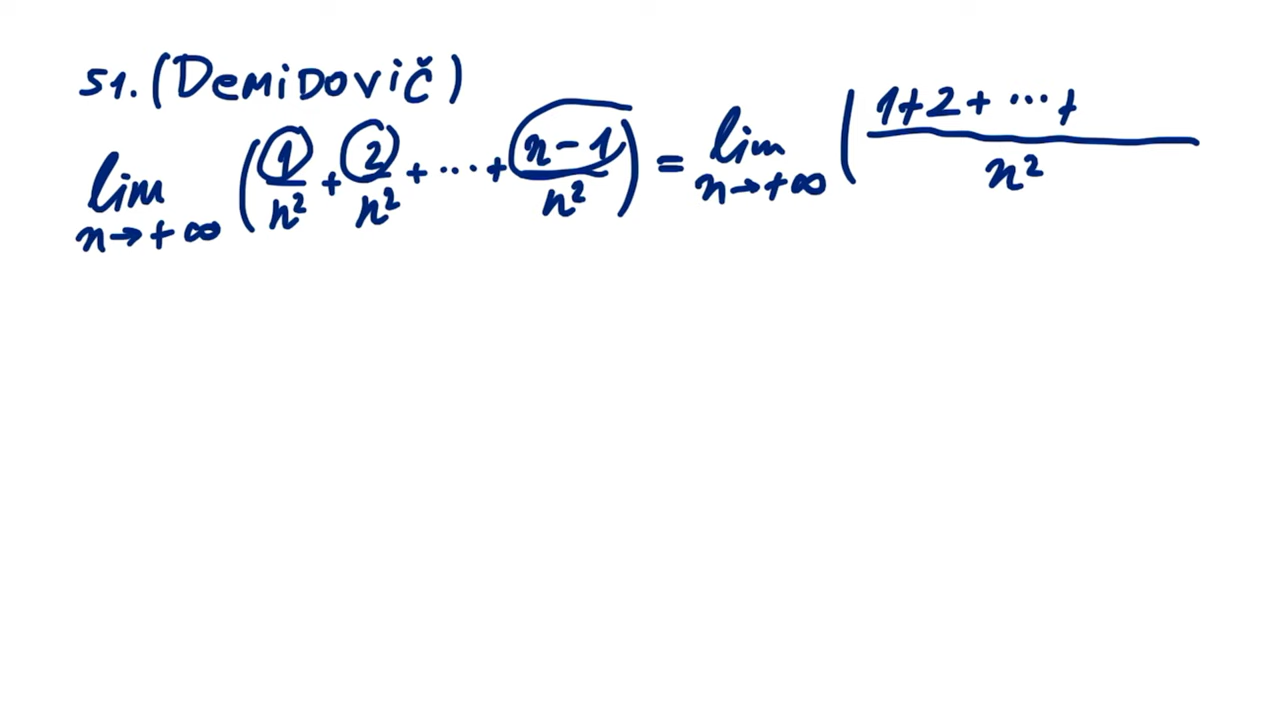 51. (Demidovič)
lim n→+∞ (1/n² + 2/n² + ... + n-1/n²) = lim n→+∞ (1+2+ ... + / n²